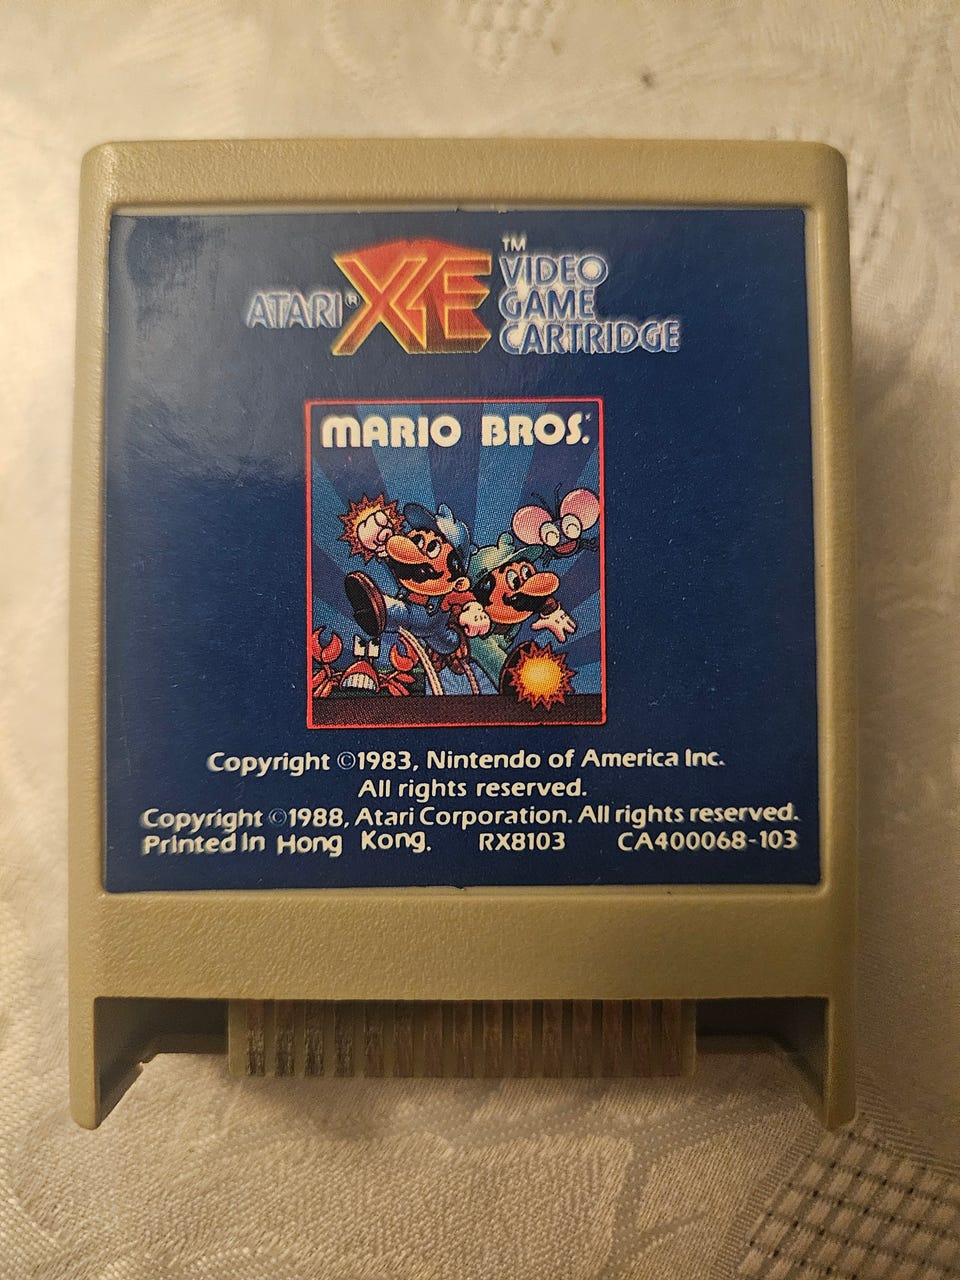 ATARI® XE™ VIDEO
GAME
CARTRIDGE
MARIO BROS.
Copyright ©1983, Nintendo of America Inc.
All rights reserved.
Copyright ©1988, Atari Corporation. All rights reserved.
Printed in Hong Kong. RX8103 CA400068-103